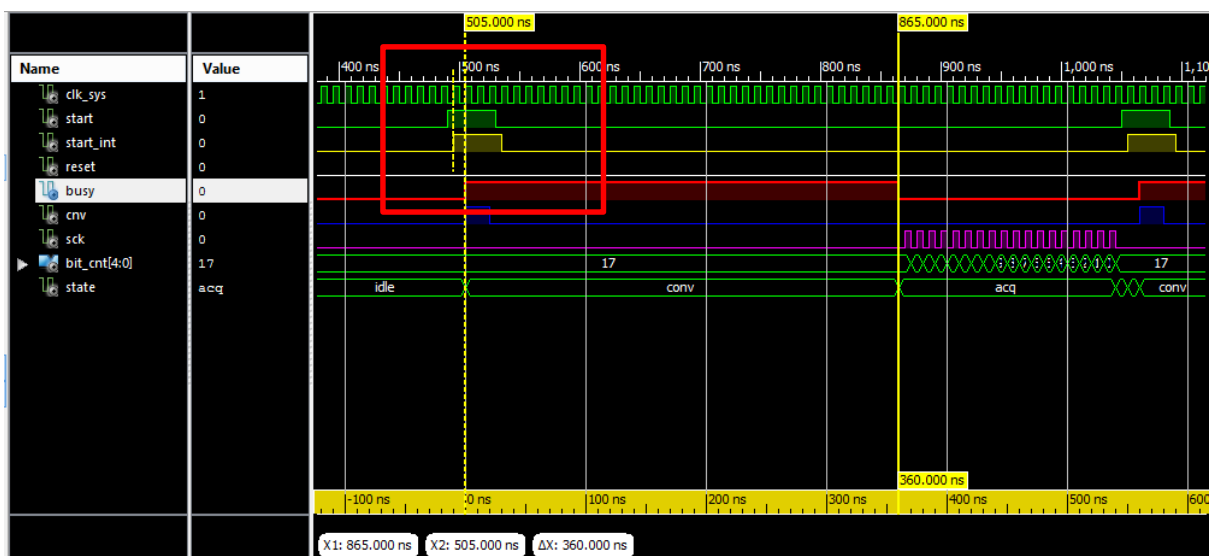 505.000 ns
865.000 ns
Name
Value
400 ns
500 ns
600 ns
700 ns
800 ns
900 ns
1,000 ns
1,10
clk_sys
1
start
0
start_int
0
reset
0
busy
0
cnv
0
sck
0
bit_cnt[4:0]
17
17
17
state
acq
idle
conv
acq
conv
360.000 ns
-100 ns
0 ns
100 ns
200 ns
300 ns
400 ns
500 ns
600
X1: 865.000 ns
X2: 505.000 ns
ΔX: 360.000 ns